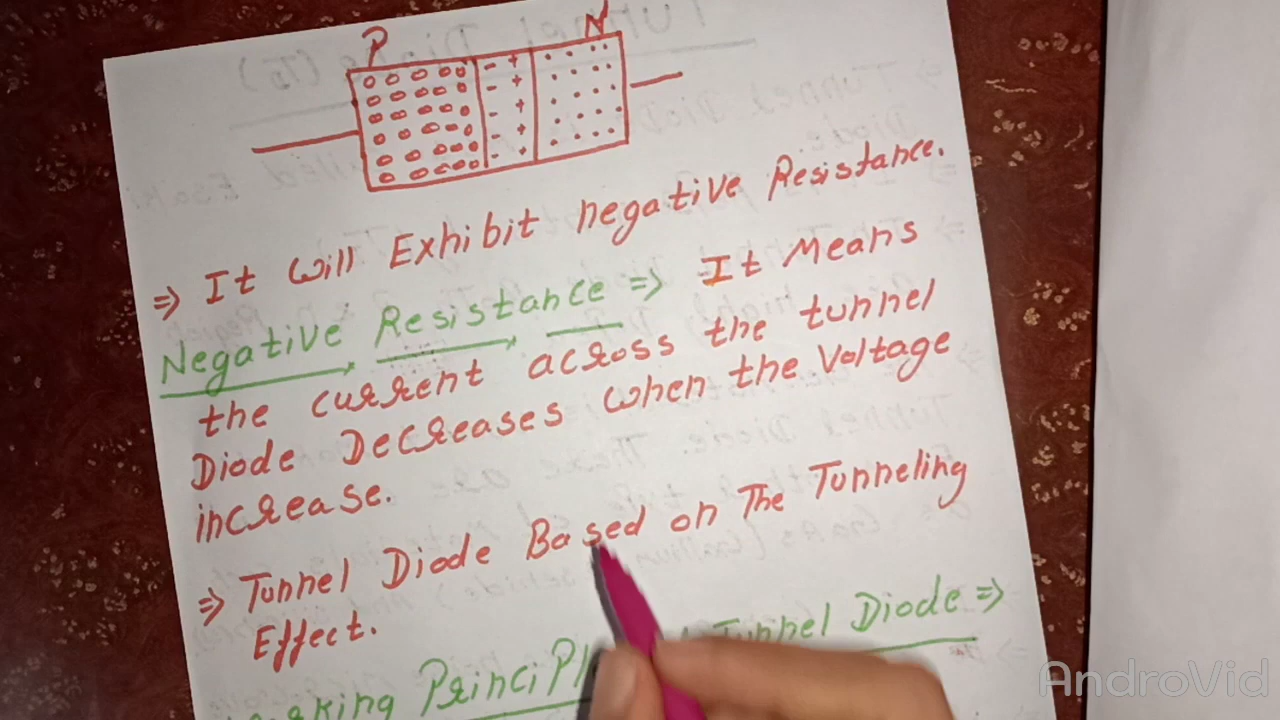 P N
=> It will Exhibit negative Resistance.
Negative Resistance => It Means
the current across the tunnel
Diode Decreases when the Voltage
increase.
=> Tunnel Diode Based on The Tunneling
Effect.
Tunnel Diode =>
AndroVid